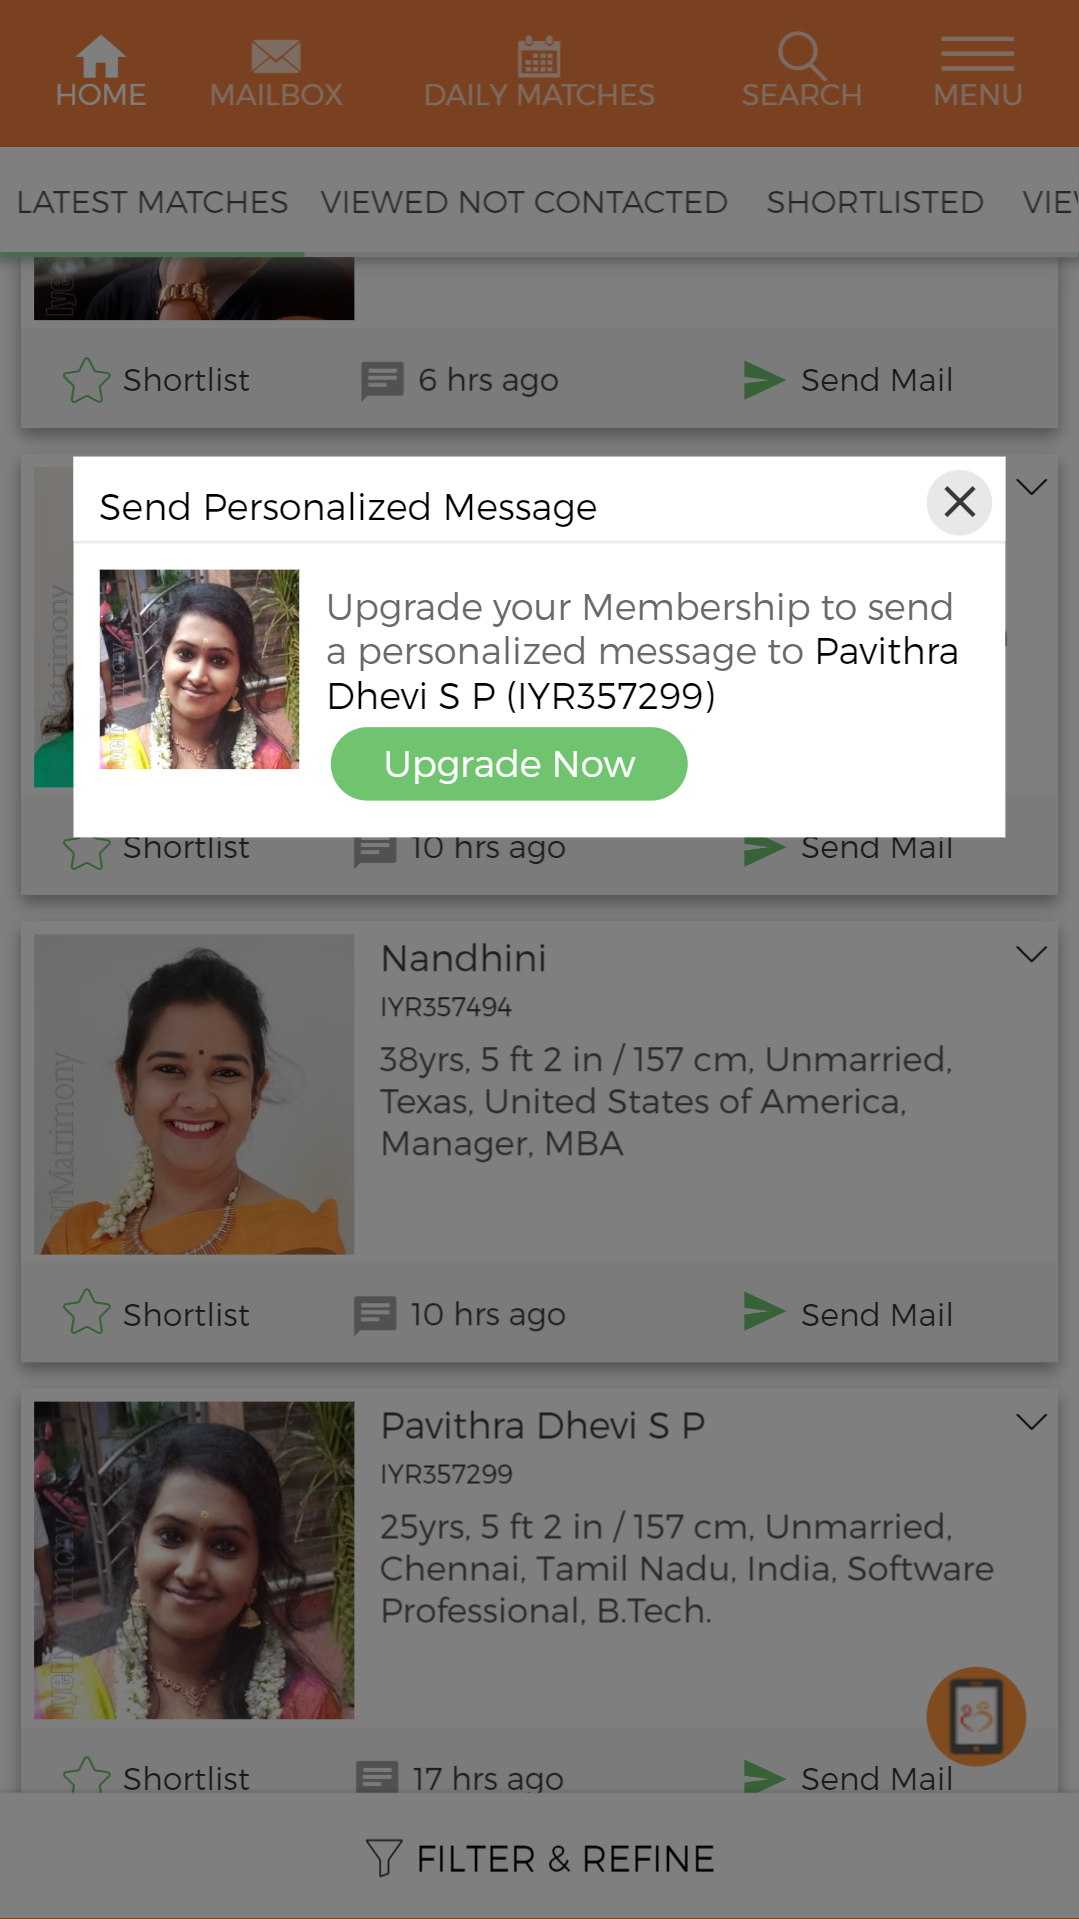 HOME
MAILBOX
DAILY MATCHES
SEARCH
MENU
LATEST MATCHES
VIEWED NOT CONTACTED
SHORTLISTED
VIE
Shortlist
6 hrs ago
Send Mail
Send Personalized Message
Upgrade your Membership to send
a personalized message to Pavithra
Dhevi S P (IYR357299)
Upgrade Now
Matrimony
Shortlist
10 hrs ago
Send Mail
Nandhini
IYR357494
38yrs, 5 ft 2 in / 157 cm, Unmarried,
Texas, United States of America,
Manager, MBA
erMatrimony
Shortlist
10 hrs ago
Send Mail
Pavithra Dhevi S P
IYR357299
25yrs, 5 ft 2 in / 157 cm, Unmarried,
Chennai, Tamil Nadu, India, Software
Professional, B.Tech.
Shortlist
17 hrs ago
Send Mail
FILTER & REFINE